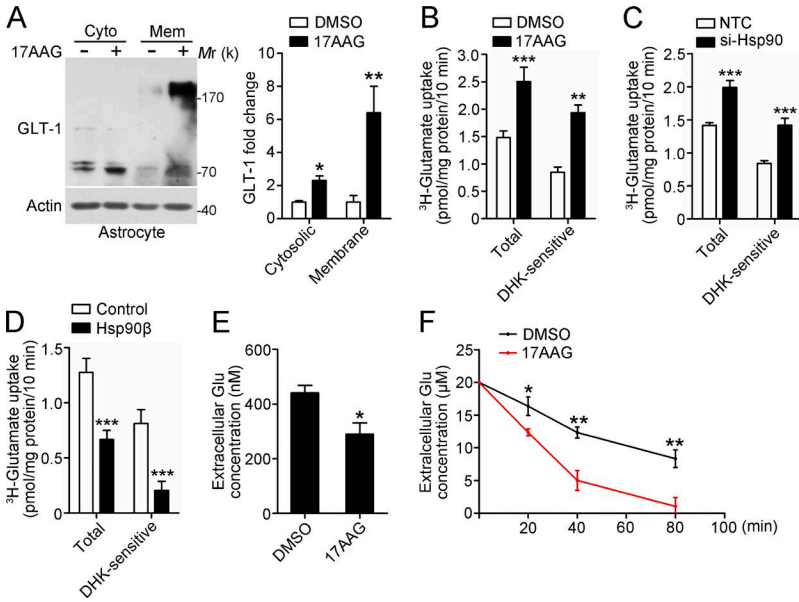 A
Cyto Mem
17AAG - + - + Mr (k)
-170
GLT-1
-70
Actin
-40
Astrocyte
DMSO
17AAG
GLT-1 fold change
10
8
6
4
2
0
* **
Cytosolic
Membrane
B
DMSO
17AAG
³H-Glutamate uptake
(pmol/mg protein/10 min)
3.0
2.5
2.0
1.5
1.0
0.5
0
*** **
Total
DHK-sensitive
C
NTC
si-Hsp90
³H-Glutamate uptake
(pmol/mg protein/10 min)
2.5
2.0
1.5
1.0
0.5
0
*** ***
Total
DHK-sensitive
D
Control
Hsp90β
³H-Glutamate uptake
(pmol/mg protein/10 min)
1.5
1.0
0.5
0
*** ***
Total
DHK-sensitive
E
Extracellular Glu
concentration (nM)
600
400
200
0
*
DMSO
17AAG
F
DMSO
17AAG
Extralcellular Glu
concentration (µM)
25
20
15
10
5
0
* ** **
20 40 60 80 100 (min)